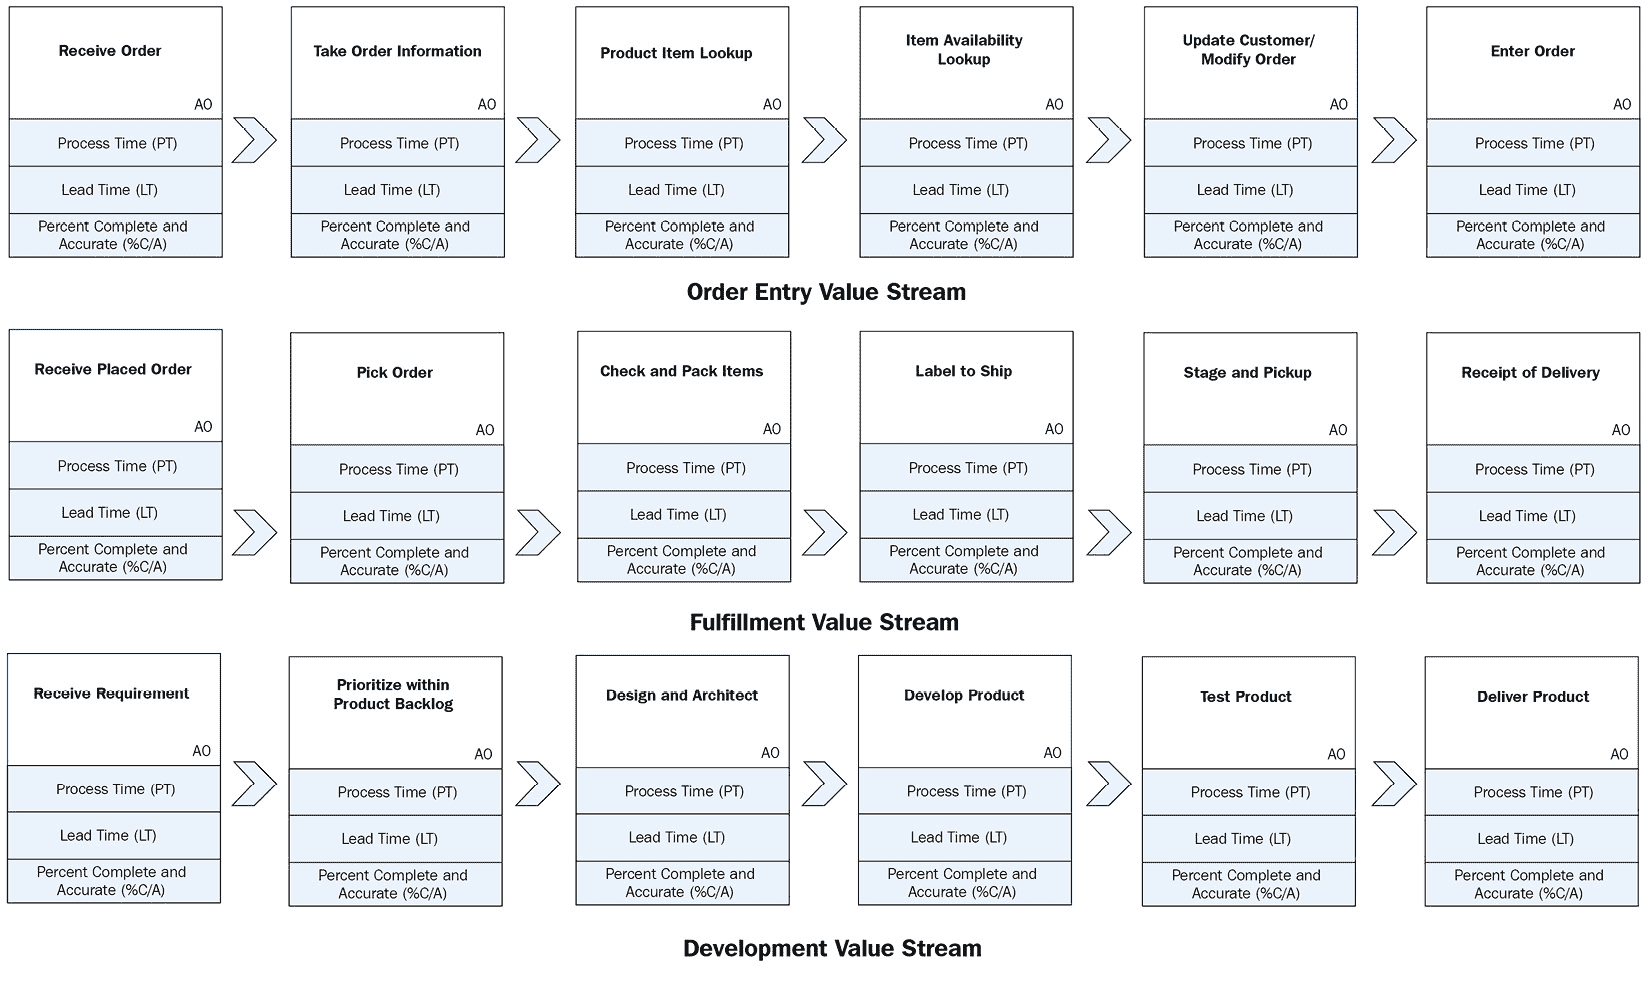 Receive Order
AO
Process Time (PT)
Lead Time (LT)
Percent Complete and
Accurate (%C/A)
Take Order Information
AO
Process Time (PT)
Lead Time (LT)
Percent Complete and
Accurate (%C/A)
Product Item Lookup
AO
Process Time (PT)
Lead Time (LT)
Percent Complete and
Accurate (%C/A)
Item Availability
Lookup
AO
Process Time (PT)
Lead Time (LT)
Percent Complete and
Accurate (%C/A)
Update Customer/
Modify Order
AO
Process Time (PT)
Lead Time (LT)
Percent Complete and
Accurate (%C/A)
Enter Order
AO
Process Time (PT)
Lead Time (LT)
Percent Complete and
Accurate (%C/A)
Order Entry Value Stream
Receive Placed Order
AO
Process Time (PT)
Lead Time (LT)
Percent Complete and
Accurate (%C/A)
Pick Order
AO
Process Time (PT)
Lead Time (LT)
Percent Complete and
Accurate (%C/A)
Check and Pack Items
AO
Process Time (PT)
Lead Time (LT)
Percent Complete and
Accurate (%C/A)
Label to Ship
AO
Process Time (PT)
Lead Time (LT)
Percent Complete and
Accurate (%C/A)
Stage and Pickup
AO
Process Time (PT)
Lead Time (LT)
Percent Complete and
Accurate (%C/A)
Receipt of Delivery
AO
Process Time (PT)
Lead Time (LT)
Percent Complete and
Accurate (%C/A)
Fulfillment Value Stream
Receive Requirement
AO
Process Time (PT)
Lead Time (LT)
Percent Complete and
Accurate (%C/A)
Prioritize within
Product Backlog
AO
Process Time (PT)
Lead Time (LT)
Percent Complete and
Accurate (%C/A)
Design and Architect
AO
Process Time (PT)
Lead Time (LT)
Percent Complete and
Accurate (%C/A)
Develop Product
AO
Process Time (PT)
Lead Time (LT)
Percent Complete and
Accurate (%C/A)
Test Product
AO
Process Time (PT)
Lead Time (LT)
Percent Complete and
Accurate (%C/A)
Deliver Product
AO
Process Time (PT)
Lead Time (LT)
Percent Complete and
Accurate (%C/A)
Development Value Stream